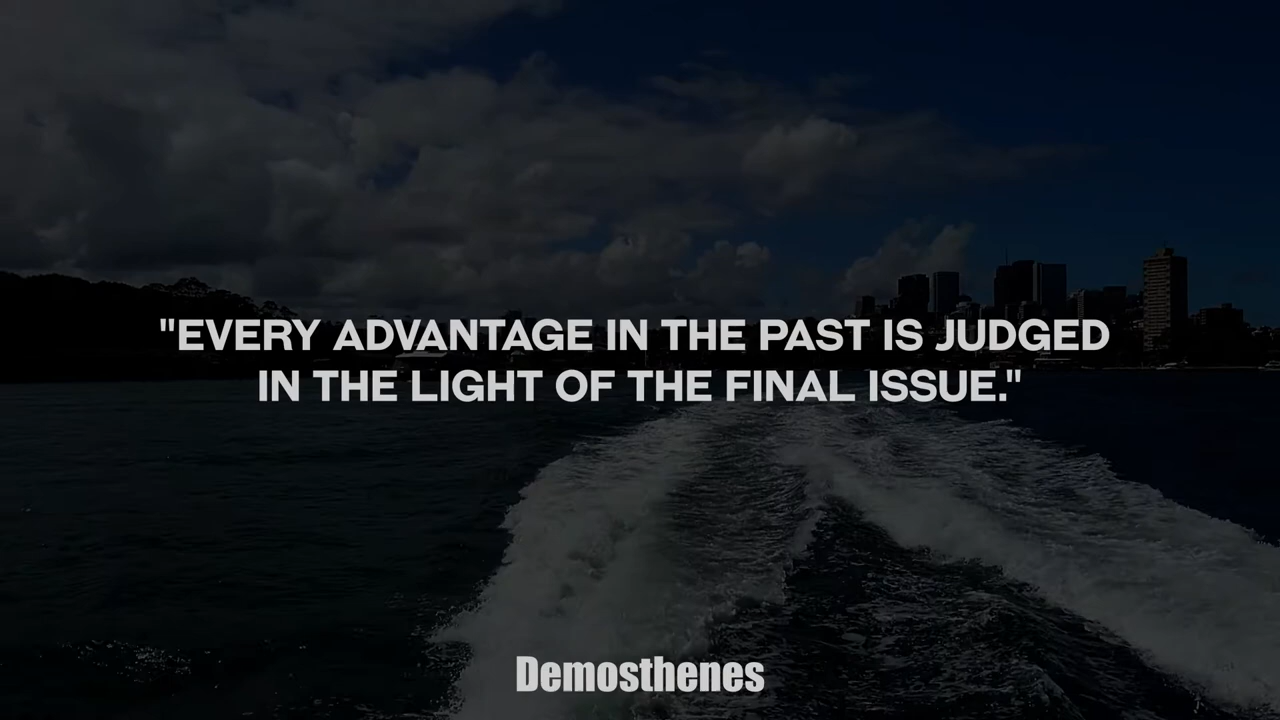 "EVERY ADVANTAGE IN THE PAST IS JUDGED
IN THE LIGHT OF THE FINAL ISSUE."
Demosthenes